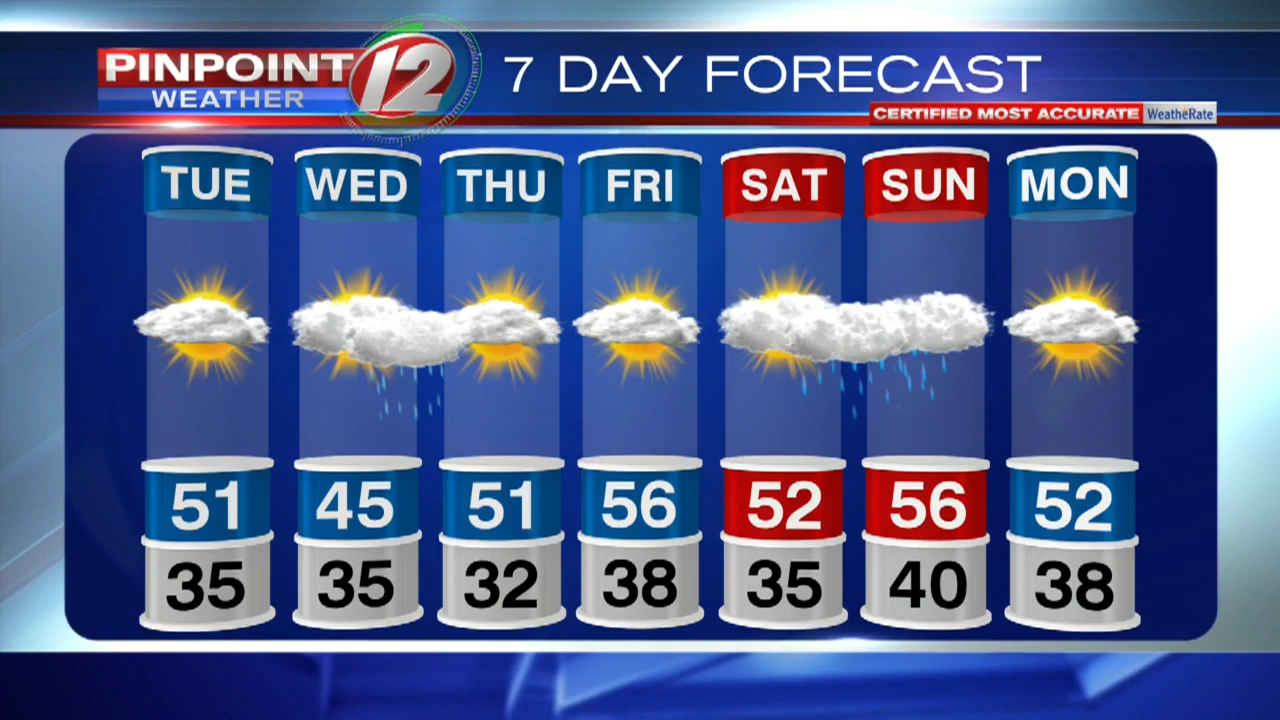 PINPOINT 12
WEATHER
7 DAY FORECAST
CERTIFIED MOST ACCURATE WeatheRate
TUE WED THU FRI SAT SUN MON
51 45 51 56 52 56 52
35 35 32 38 35 40 38